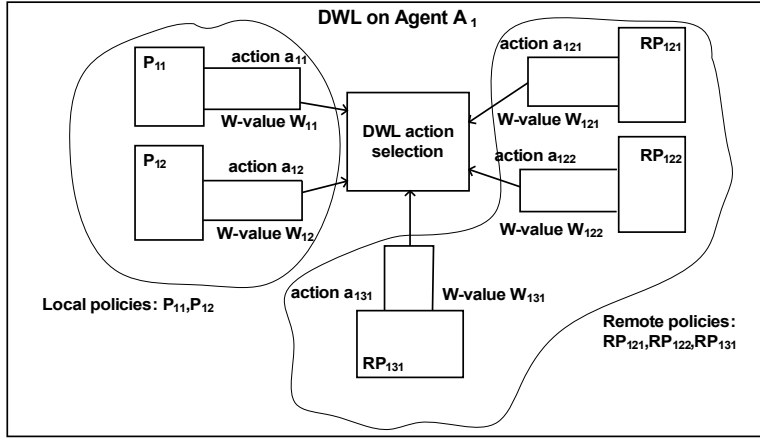 DWL on Agent A₁
P₁₁
action a₁₁
W-value W₁₁
P₁₂
action a₁₂
W-value W₁₂
Local policies: P₁₁,P₁₂
DWL action
selection
action a₁₂₁
RP₁₂₁
W-value W₁₂₁
action a₁₂₂
RP₁₂₂
W-value W₁₂₂
action a₁₃₁
W-value W₁₃₁
RP₁₃₁
Remote policies:
RP₁₂₁,RP₁₂₂,RP₁₃₁